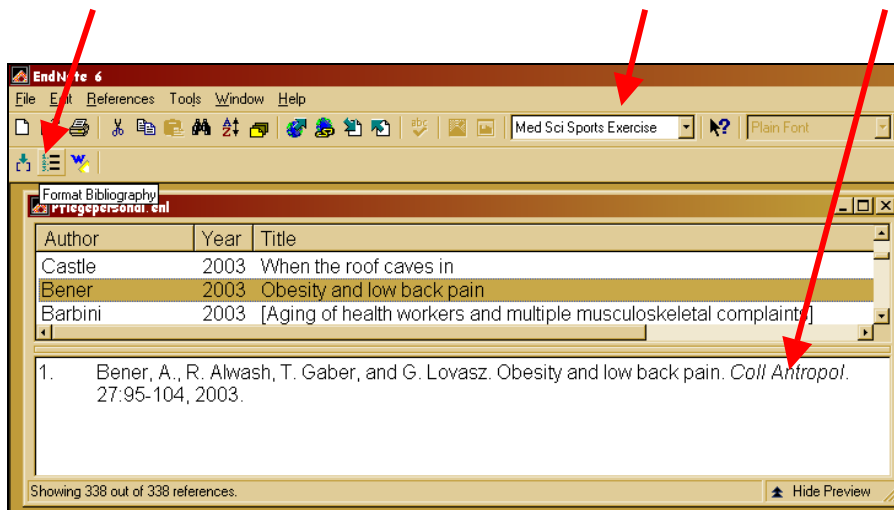 EndNote 6
File Edit References Tools Window Help
abc Med Sci Sports Exercise ? Plain Font
Format Bibliography
Pflegepersonal.enl
Author Year Title
Castle 2003 When the roof caves in
Bener 2003 Obesity and low back pain
Barbini 2003 [Aging of health workers and multiple musculoskeletal complaints]
1. Bener, A., R. Alwash, T. Gaber, and G. Lovasz. Obesity and low back pain. Coll Antropol.
27:95-104, 2003.
Showing 338 out of 338 references. Hide Preview